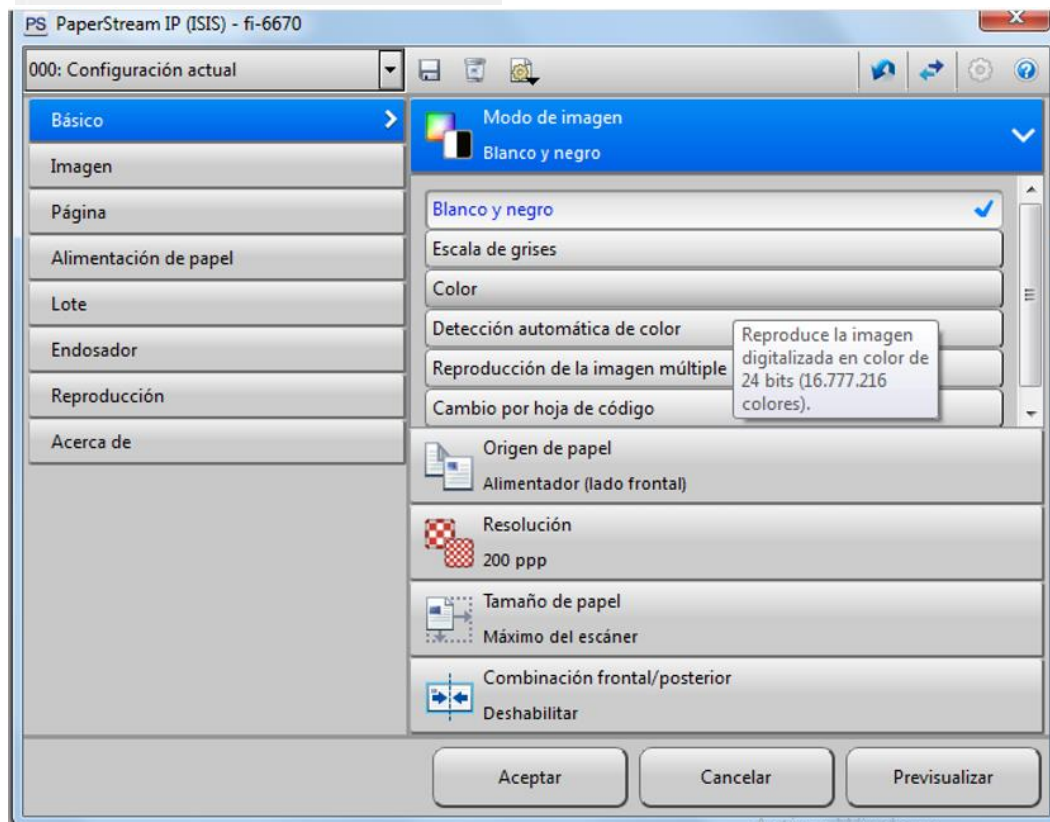 PS PaperStream IP (ISIS) - fi-6670
000: Configuración actual
Básico
Imagen
Página
Alimentación de papel
Lote
Endosador
Reproducción
Acerca de
Modo de imagen
Blanco y negro
Blanco y negro
Escala de grises
Color
Detección automática de color
Reproducción de la imagen múltiple
Cambio por hoja de código
Reproduce la imagen
digitalizada en color de
24 bits (16.777.216
colores).
Origen de papel
Alimentador (lado frontal)
Resolución
200 ppp
Tamaño de papel
Máximo del escáner
Combinación frontal/posterior
Deshabilitar
Aceptar
Cancelar
Previsualizar